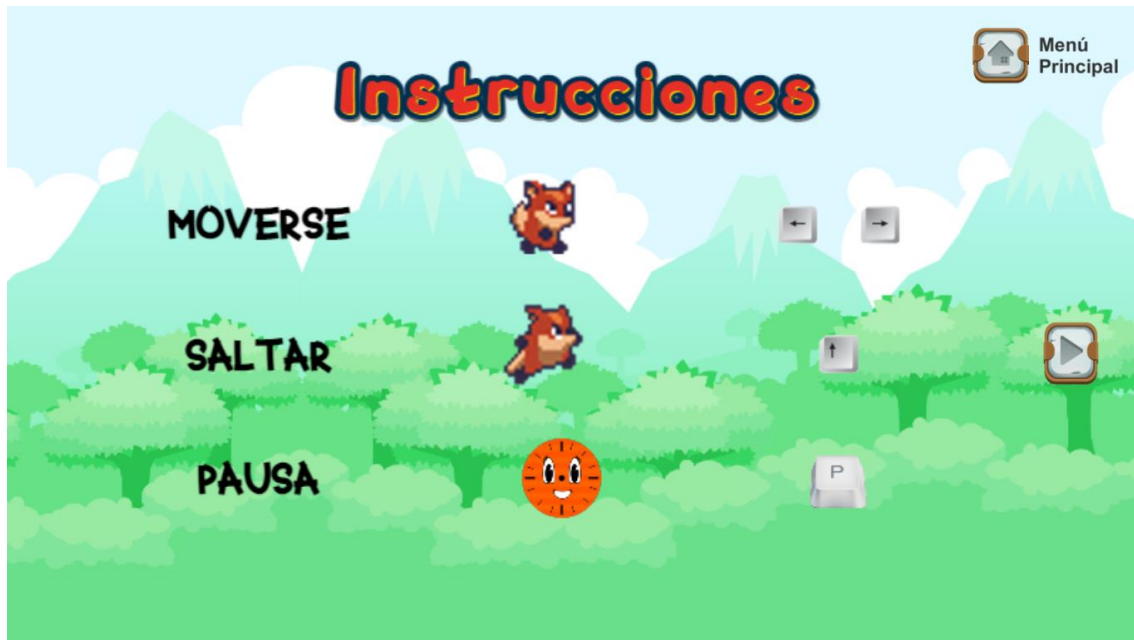 Menú
Principal
Instrucciones
MOVERSE
← →
SALTAR
↑
PAUSA
P